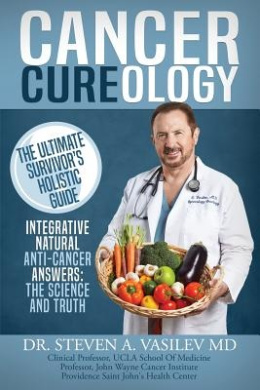 CANCER
CUREOLOGY
THE ULTIMATE
SURVIVOR'S
HOLISTIC
GUIDE
INTEGRATIVE
NATURAL
ANTI-CANCER
ANSWERS:
THE SCIENCE
AND TRUTH
DR. STEVEN A. VASILEV MD
Clinical Professor, UCLA School Of Medicine
Professor, John Wayne Cancer Institute
Providence Saint John's Health Center